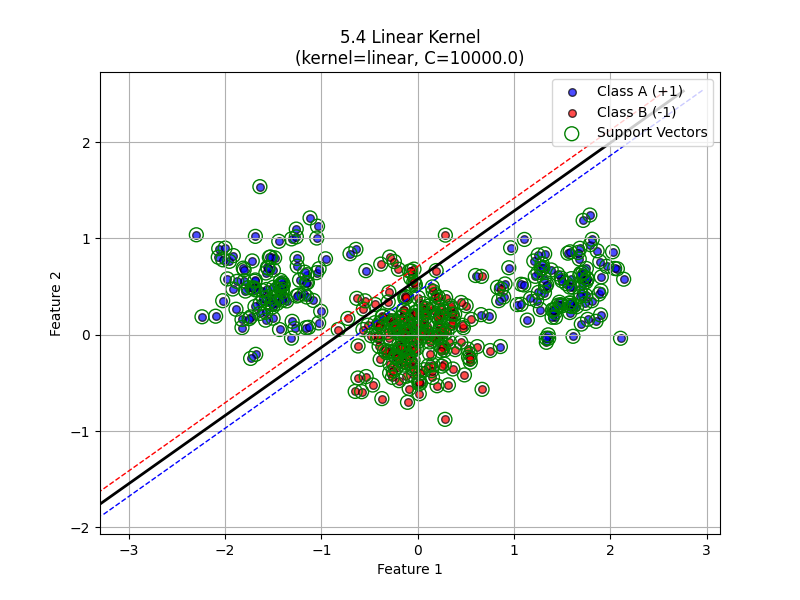 5.4 Linear Kernel
(kernel=linear, C=10000.0)
Class A (+1)
Class B (-1)
Support Vectors
Feature 2
2
1
0
−1
−2
−3
−2
−1
0
1
2
3
Feature 1